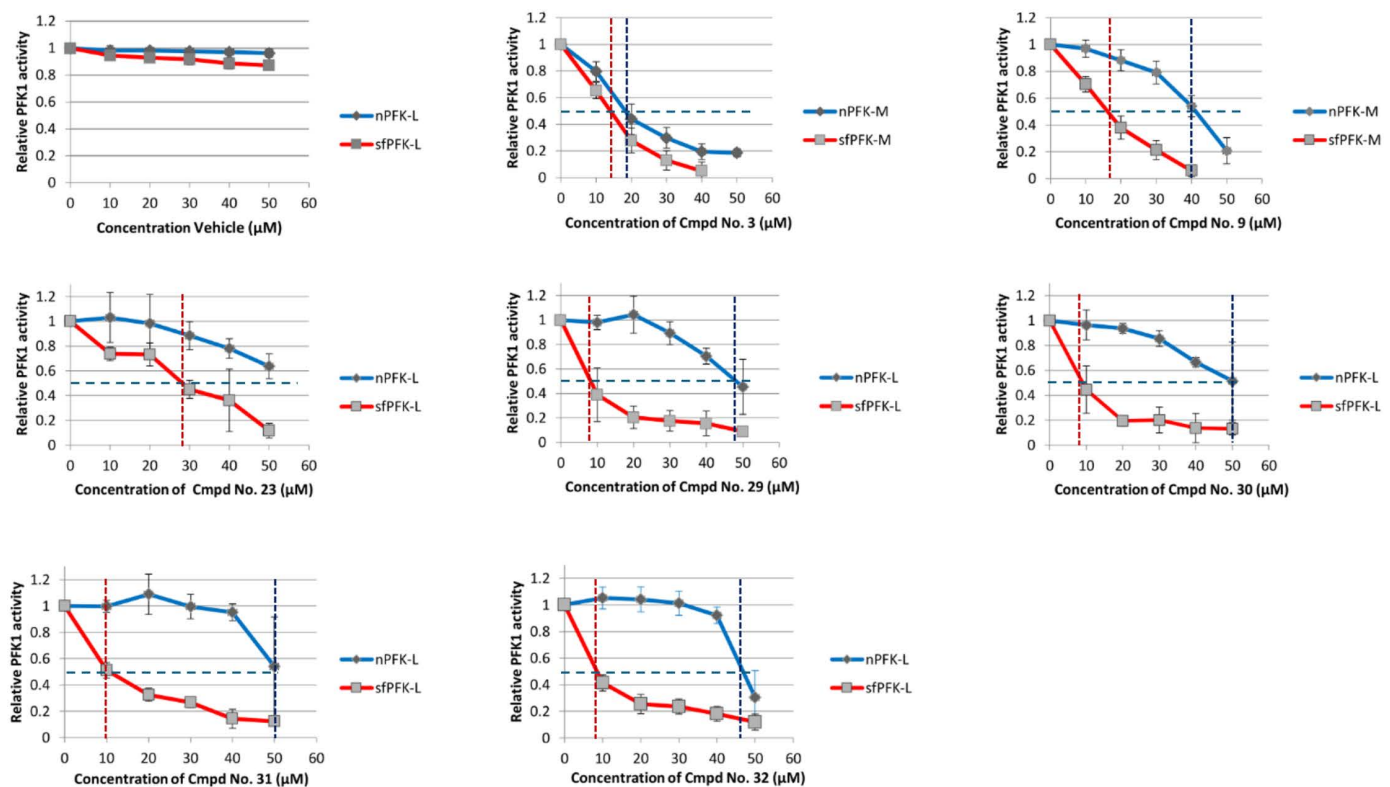 Relative PFK1 activity
1.2
1
0.8
0.6
0.4
0.2
0
0 10 20 30 40 50 60
Concentration Vehicle (µM)
nPFK-L
sfPFK-L
Relative PFK1 activity
1.2
1
0.8
0.6
0.4
0.2
0
0 10 20 30 40 50 60
Concentration of Cmpd No. 3 (µM)
nPFK-M
sfPFK-M
Relative PFK1 activity
1.2
1
0.8
0.6
0.4
0.2
0
0 10 20 30 40 50 60
Concentration of Cmpd No. 9 (µM)
nPFK-M
sfPFK-M
Relative PFK1 activity
1.2
1
0.8
0.6
0.4
0.2
0
0 10 20 30 40 50 60
Concentration of Cmpd No. 23 (µM)
nPFK-L
sfPFK-L
Relative PFK1 activity
1.2
1
0.8
0.6
0.4
0.2
0
0 10 20 30 40 50 60
Concentration of Cmpd No. 29 (µM)
nPFK-L
sfPFK-L
Relative PFK1 activity
1.2
1
0.8
0.6
0.4
0.2
0
0 10 20 30 40 50 60
Concentration of Cmpd No. 30 (µM)
nPFK-L
sfPFK-L
Relative PFK1 activity
1.2
1
0.8
0.6
0.4
0.2
0
0 10 20 30 40 50 60
Concentration of Cmpd No. 31 (µM)
nPFK-L
sfPFK-L
Relative PFK1 activity
1.2
1
0.8
0.6
0.4
0.2
0
0 10 20 30 40 50 60
Concentration of Cmpd No. 32 (µM)
nPFK-L
sfPFK-L